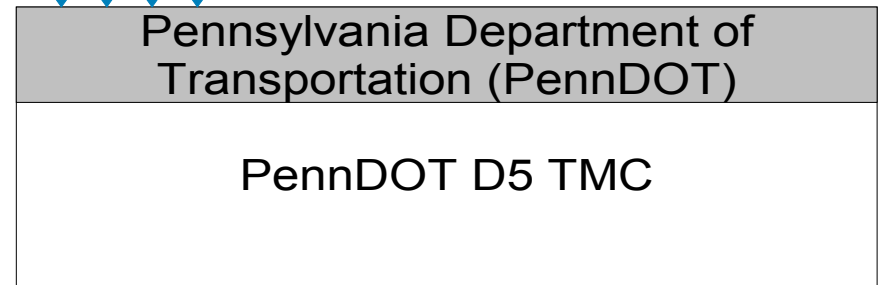 Pennsylvania Department of
Transportation (PennDOT)
PennDOT D5 TMC